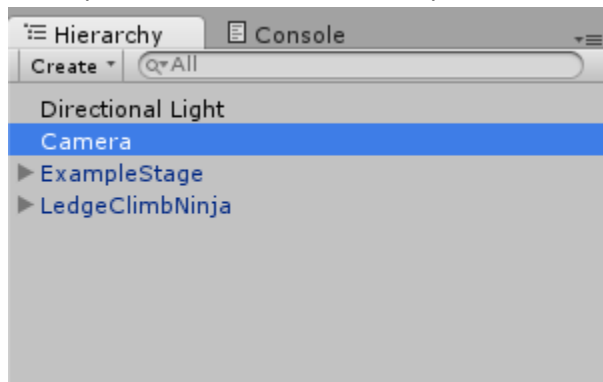 Hierarchy Console
Create All
Directional Light
Camera
ExampleStage
LedgeClimbNinja